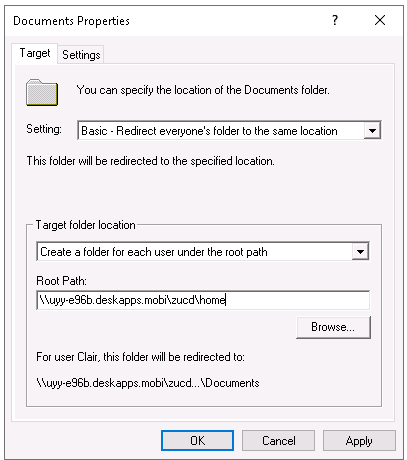 Documents Properties
Target
Settings
You can specify the location of the Documents folder.
Setting:
Basic - Redirect everyone's folder to the same location
This folder will be redirected to the specified location.
Target folder location
Create a folder for each user under the root path
Root Path:
\\uyy-e96b.deskapps.mobi\zucd\home
Browse...
For user Clair, this folder will be redirected to:
\\uyy-e96b.deskapps.mobi\zucd...\Documents
OK
Cancel
Apply